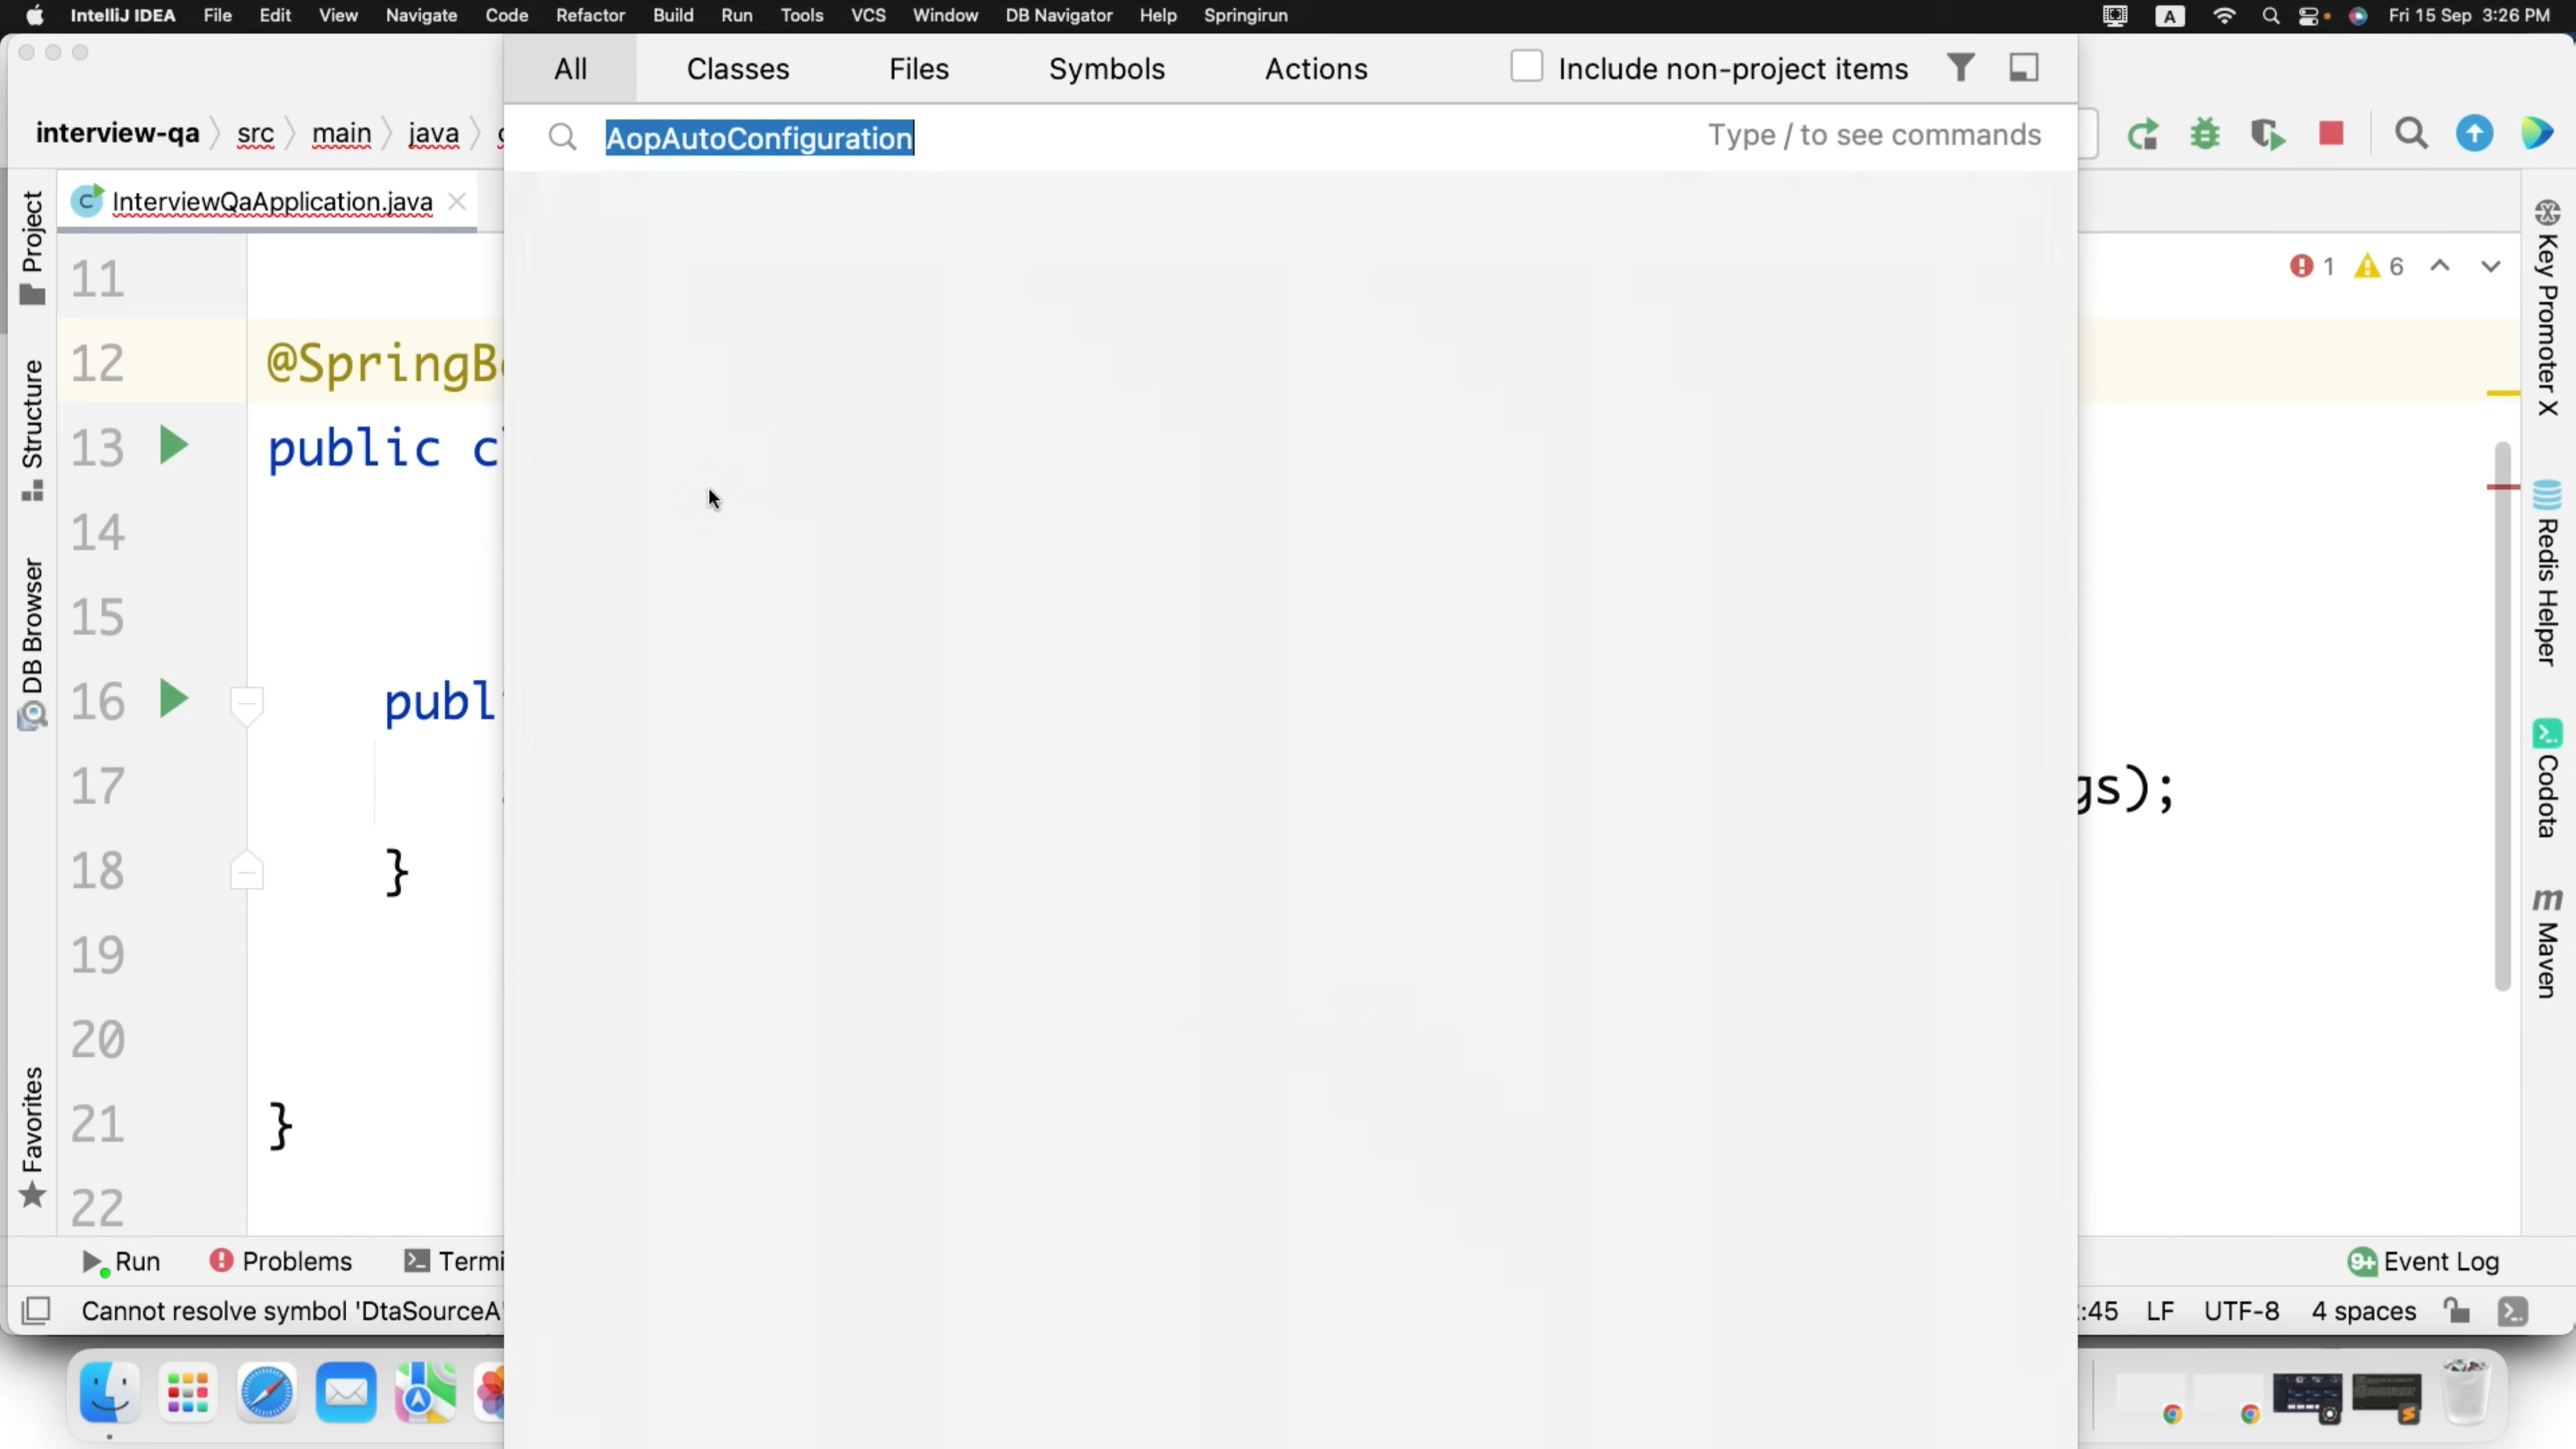 IntelliJ IDEA File Edit View Navigate Code Refactor Build Run Tools VCS Window DB Navigator Help Springirun A Fri 15 Sep 3:26 PM
All Classes Files Symbols Actions Include non-project items
interview-qa src main java
AopAutoConfiguration Type / to see commands
InterviewQaApplication.java
1 6
11
12 @SpringB
13 public c
14
15
16 publ
17 gs);
18 }
19
20
21 }
22
Project
Structure
DB Browser
Favorites
Key Promoter X
Redis Helper
Codota
Maven
Run Problems Termi 9+ Event Log
Cannot resolve symbol 'DtaSourceA :45 LF UTF-8 4 spaces